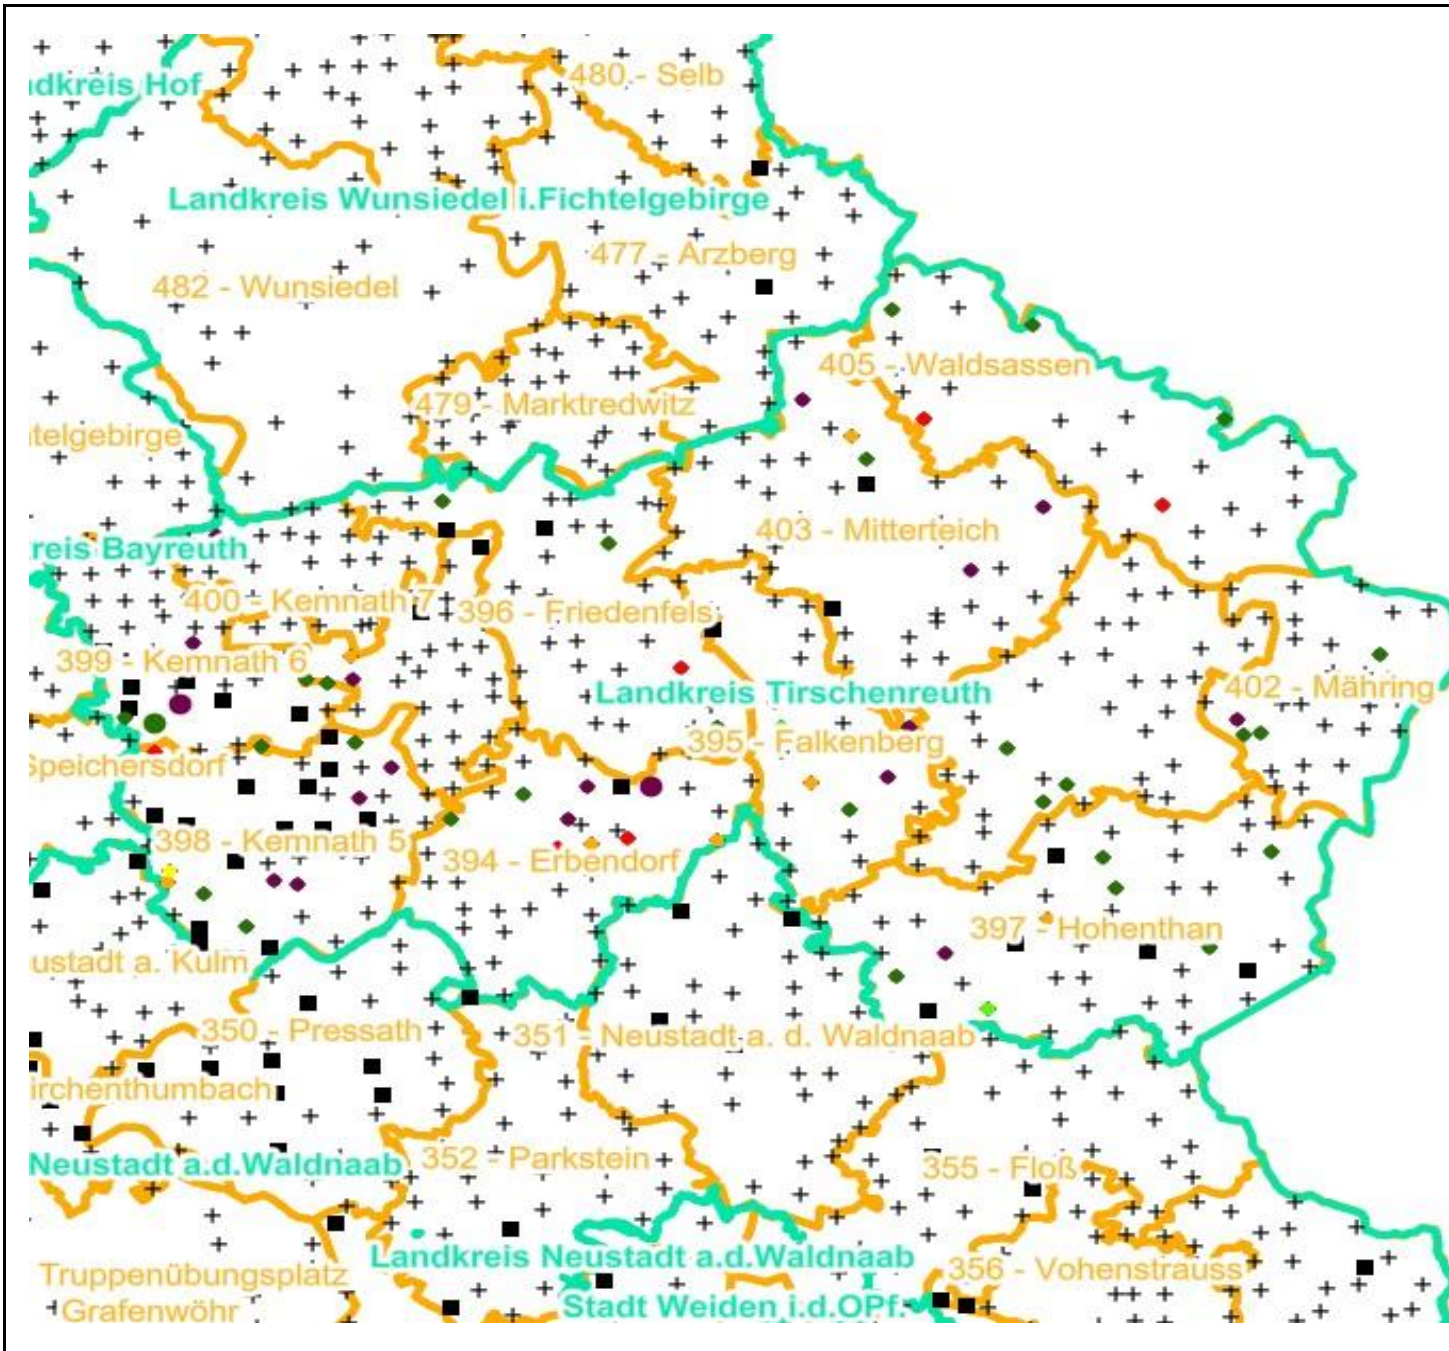 480 - Selb
ndkreis Hof
Landkreis Wunsiedel i.Fichtelgebirge
477 - Arzberg
482 - Wunsiedel
405 - Waldsassen
479 - Marktredwitz
htelgebirge
403 - Mitterteich
kreis Bayreuth
400 - Kemnath 7
396 - Friedenfels
399 - Kemnath 6
402 - Mähring
Landkreis Tirschenreuth
395 - Falkenberg
Speichersdorf
398 - Kemnath 5
394 - Erbendorf
397 - Hohenthan
ustadt a. Kulm
350 - Pressath
351 - Neustadt a. d. Waldnaab
irchenthumbach
Neustadt a.d.Waldnaab
352 - Parkstein
355 - Floß
Landkreis Neustadt a.d.Waldnaab
356 - Vohenstrauss
Truppenübungsplatz
Grafenwöhr
Stadt Weiden i.d.OPf.